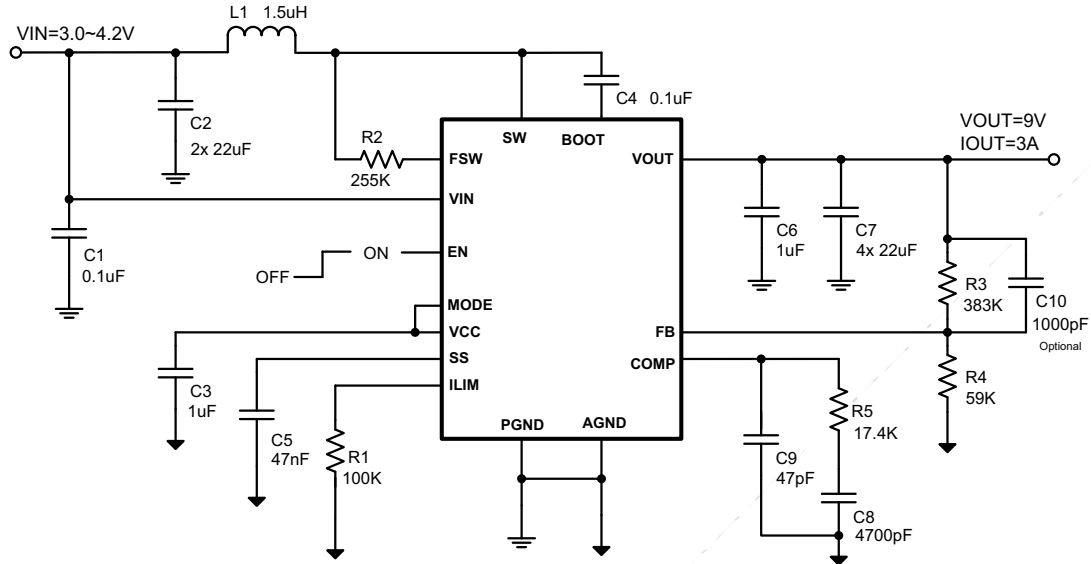 L1 1.5uH
VIN=3.0~4.2V
C2
2x 22uF
C4 0.1uF
R2
255K
SW
BOOT
FSW
VOUT
VOUT=9V
IOUT=3A
VIN
C1
0.1uF
EN
ON
OFF
C6
1uF
C7
4x 22uF
R3
383K
C10
1000pF
Optional
MODE
VCC
FB
SS
COMP
ILIM
C3
1uF
C5
47nF
R1
100K
PGND
AGND
R4
59K
R5
17.4K
C9
47pF
C8
4700pF